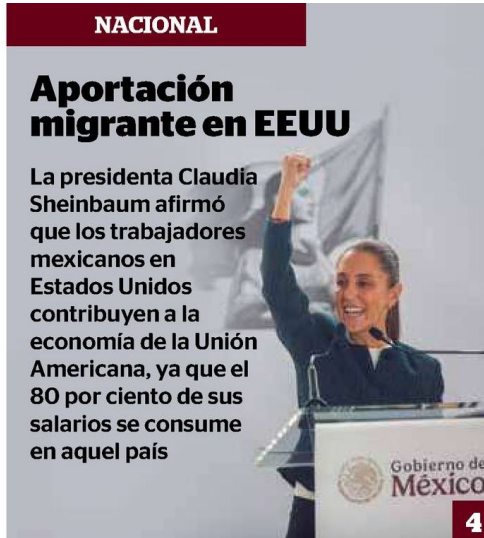 NACIONAL
Aportación
migrante en EEUU
La presidenta Claudia
Sheinbaum afirmó
que los trabajadores
mexicanos en
Estados Unidos
contribuyen a la
economía de la Unión
Americana, ya que el
80 por ciento de sus
salarios se consume
en aquel país
Gobierno de
México
4